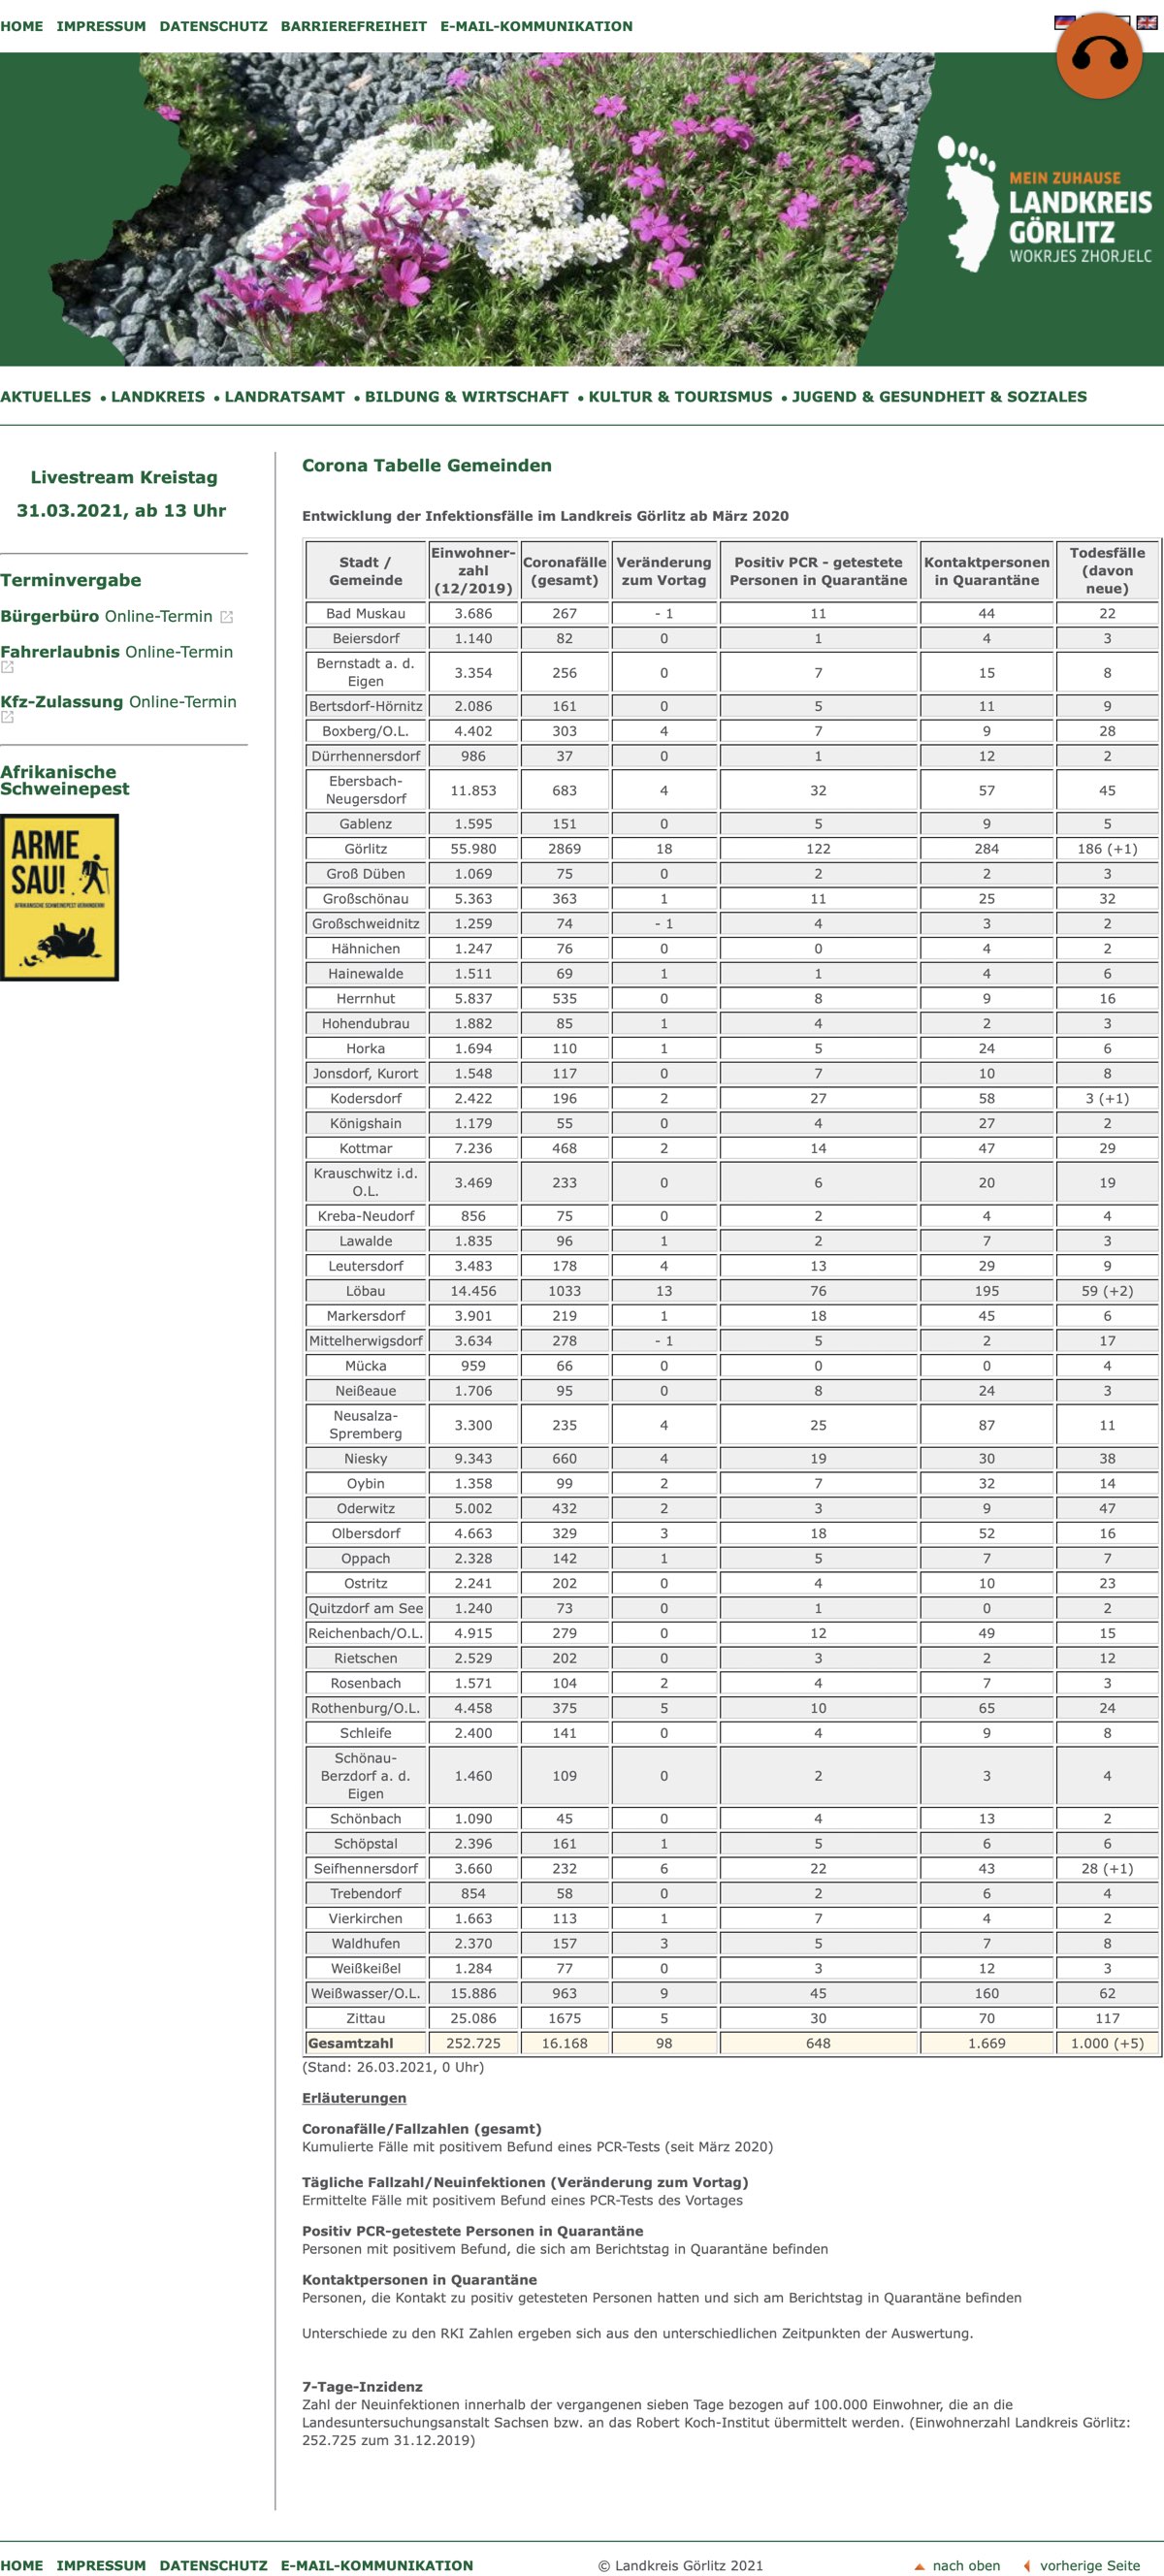 HOME IMPRESSUM DATENSCHUTZ BARRIEREFREIHEIT E-MAIL-KOMMUNIKATION
MEIN ZUHAUSE
LANDKREIS
GÖRLITZ
WOKRJES ZHORJELC
AKTUELLES • LANDKREIS • LANDRATSAMT • BILDUNG & WIRTSCHAFT • KULTUR & TOURISMUS • JUGEND & GESUNDHEIT & SOZIALES
Livestream Kreistag
31.03.2021, ab 13 Uhr
Terminvergabe
Bürgerbüro Online-Termin
Fahrerlaubnis Online-Termin
Kfz-Zulassung Online-Termin
Afrikanische
Schweinepest
ARME
SAU!
AFRIKANISCHE SCHWEINEPEST VERHINDERN!
Corona Tabelle Gemeinden
Entwicklung der Infektionsfälle im Landkreis Görlitz ab März 2020
Stadt / Gemeinde Einwohner-zahl (12/2019) Coronafälle (gesamt) Veränderung zum Vortag Positiv PCR - getestete Personen in Quarantäne Kontaktpersonen in Quarantäne Todesfälle (davon neue)
Bad Muskau 3.686 267 - 1 11 44 22
Beiersdorf 1.140 82 0 1 4 3
Bernstadt a. d. Eigen 3.354 256 0 7 15 8
Bertsdorf-Hörnitz 2.086 161 0 5 11 9
Boxberg/O.L. 4.402 303 4 7 9 28
Dürrhennersdorf 986 37 0 1 12 2
Ebersbach-Neugersdorf 11.853 683 4 32 57 45
Gablenz 1.595 151 0 5 9 5
Görlitz 55.980 2869 18 122 284 186 (+1)
Groß Düben 1.069 75 0 2 2 3
Großschönau 5.363 363 1 11 25 32
Großschweidnitz 1.259 74 - 1 4 3 2
Hähnichen 1.247 76 0 0 4 2
Hainewalde 1.511 69 1 1 4 6
Herrnhut 5.837 535 0 8 9 16
Hohendubrau 1.882 85 1 4 2 3
Horka 1.694 110 1 5 24 6
Jonsdorf, Kurort 1.548 117 0 7 10 8
Kodersdorf 2.422 196 2 27 58 3 (+1)
Königshain 1.179 55 0 4 27 2
Kottmar 7.236 468 2 14 47 29
Krauschwitz i.d. O.L. 3.469 233 0 6 20 19
Kreba-Neudorf 856 75 0 2 4 4
Lawalde 1.835 96 1 2 7 3
Leutersdorf 3.483 178 4 13 29 9
Löbau 14.456 1033 13 76 195 59 (+2)
Markersdorf 3.901 219 1 18 45 6
Mittelherwigsdorf 3.634 278 - 1 5 2 17
Mücka 959 66 0 0 0 4
Neißeaue 1.706 95 0 8 24 3
Neusalza-Spremberg 3.300 235 4 25 87 11
Niesky 9.343 660 4 19 30 38
Oybin 1.358 99 2 7 32 14
Oderwitz 5.002 432 2 3 9 47
Olbersdorf 4.663 329 3 18 52 16
Oppach 2.328 142 1 5 7 7
Ostritz 2.241 202 0 4 10 23
Quitzdorf am See 1.240 73 0 1 0 2
Reichenbach/O.L. 4.915 279 0 12 49 15
Rietschen 2.529 202 0 3 2 12
Rosenbach 1.571 104 2 4 7 3
Rothenburg/O.L. 4.458 375 5 10 65 24
Schleife 2.400 141 0 4 9 8
Schönau-Berzdorf a. d. Eigen 1.460 109 0 2 3 4
Schönbach 1.090 45 0 4 13 2
Schöpstal 2.396 161 1 5 6 6
Seifhennersdorf 3.660 232 6 22 43 28 (+1)
Trebendorf 854 58 0 2 6 4
Vierkirchen 1.663 113 1 7 4 2
Waldhufen 2.370 157 3 5 7 8
Weißkeißel 1.284 77 0 3 12 3
Weißwasser/O.L. 15.886 963 9 45 160 62
Zittau 25.086 1675 5 30 70 117
Gesamtzahl 252.725 16.168 98 648 1.669 1.000 (+5)
(Stand: 26.03.2021, 0 Uhr)
Erläuterungen
Coronafälle/Fallzahlen (gesamt)
Kumulierte Fälle mit positivem Befund eines PCR-Tests (seit März 2020)
Tägliche Fallzahl/Neuinfektionen (Veränderung zum Vortag)
Ermittelte Fälle mit positivem Befund eines PCR-Tests des Vortages
Positiv PCR-getestete Personen in Quarantäne
Personen mit positivem Befund, die sich am Berichtstag in Quarantäne befinden
Kontaktpersonen in Quarantäne
Personen, die Kontakt zu positiv getesteten Personen hatten und sich am Berichtstag in Quarantäne befinden
Unterschiede zu den RKI Zahlen ergeben sich aus den unterschiedlichen Zeitpunkten der Auswertung.
7-Tage-Inzidenz
Zahl der Neuinfektionen innerhalb der vergangenen sieben Tage bezogen auf 100.000 Einwohner, die an die
Landesuntersuchungsanstalt Sachsen bzw. an das Robert Koch-Institut übermittelt werden. (Einwohnerzahl Landkreis Görlitz:
252.725 zum 31.12.2019)
HOME IMPRESSUM DATENSCHUTZ E-MAIL-KOMMUNIKATION © Landkreis Görlitz 2021 nach oben vorherige Seite